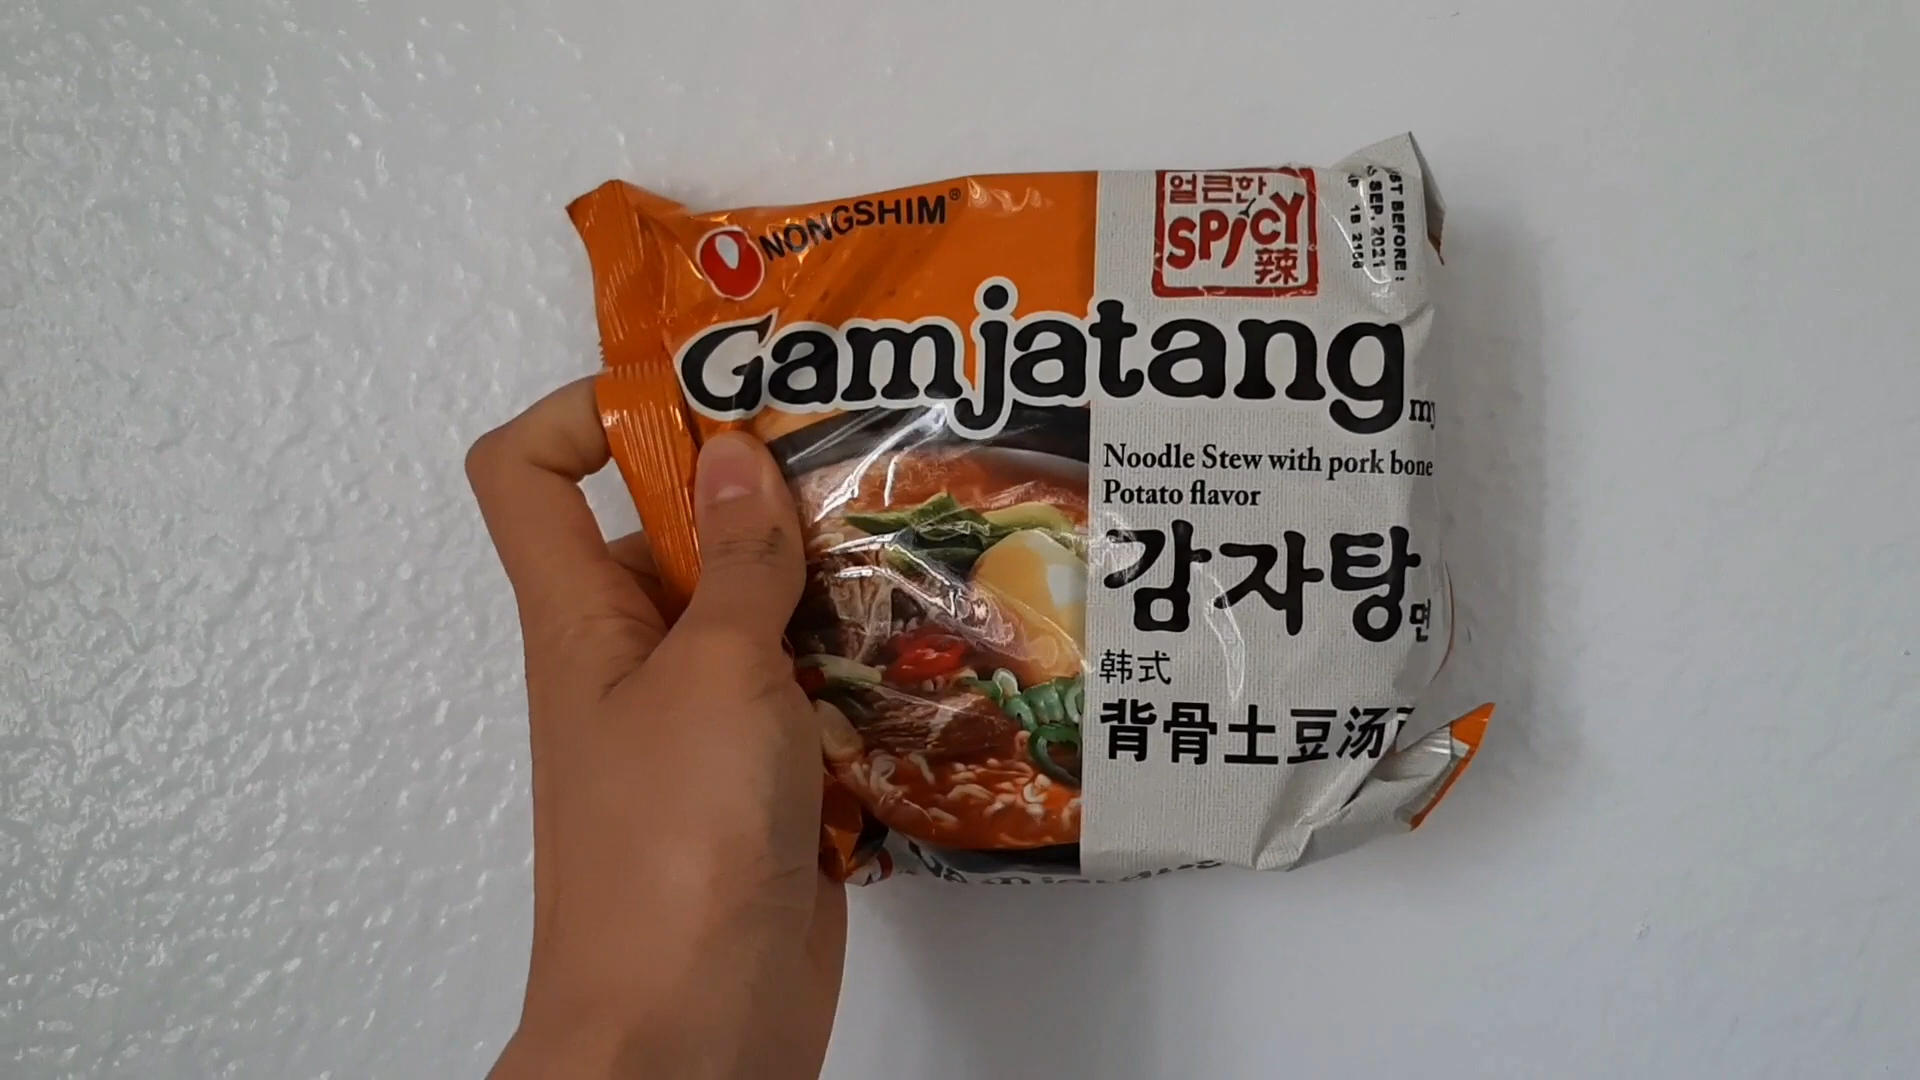 NONGSHIM®
얼큰한
SPICY
辣
BEFORE:
SEP. 2021
1B
Gamjatang
Noodle Stew with pork bone
Potato flavor
감자탕
면
韩式
背骨土豆汤